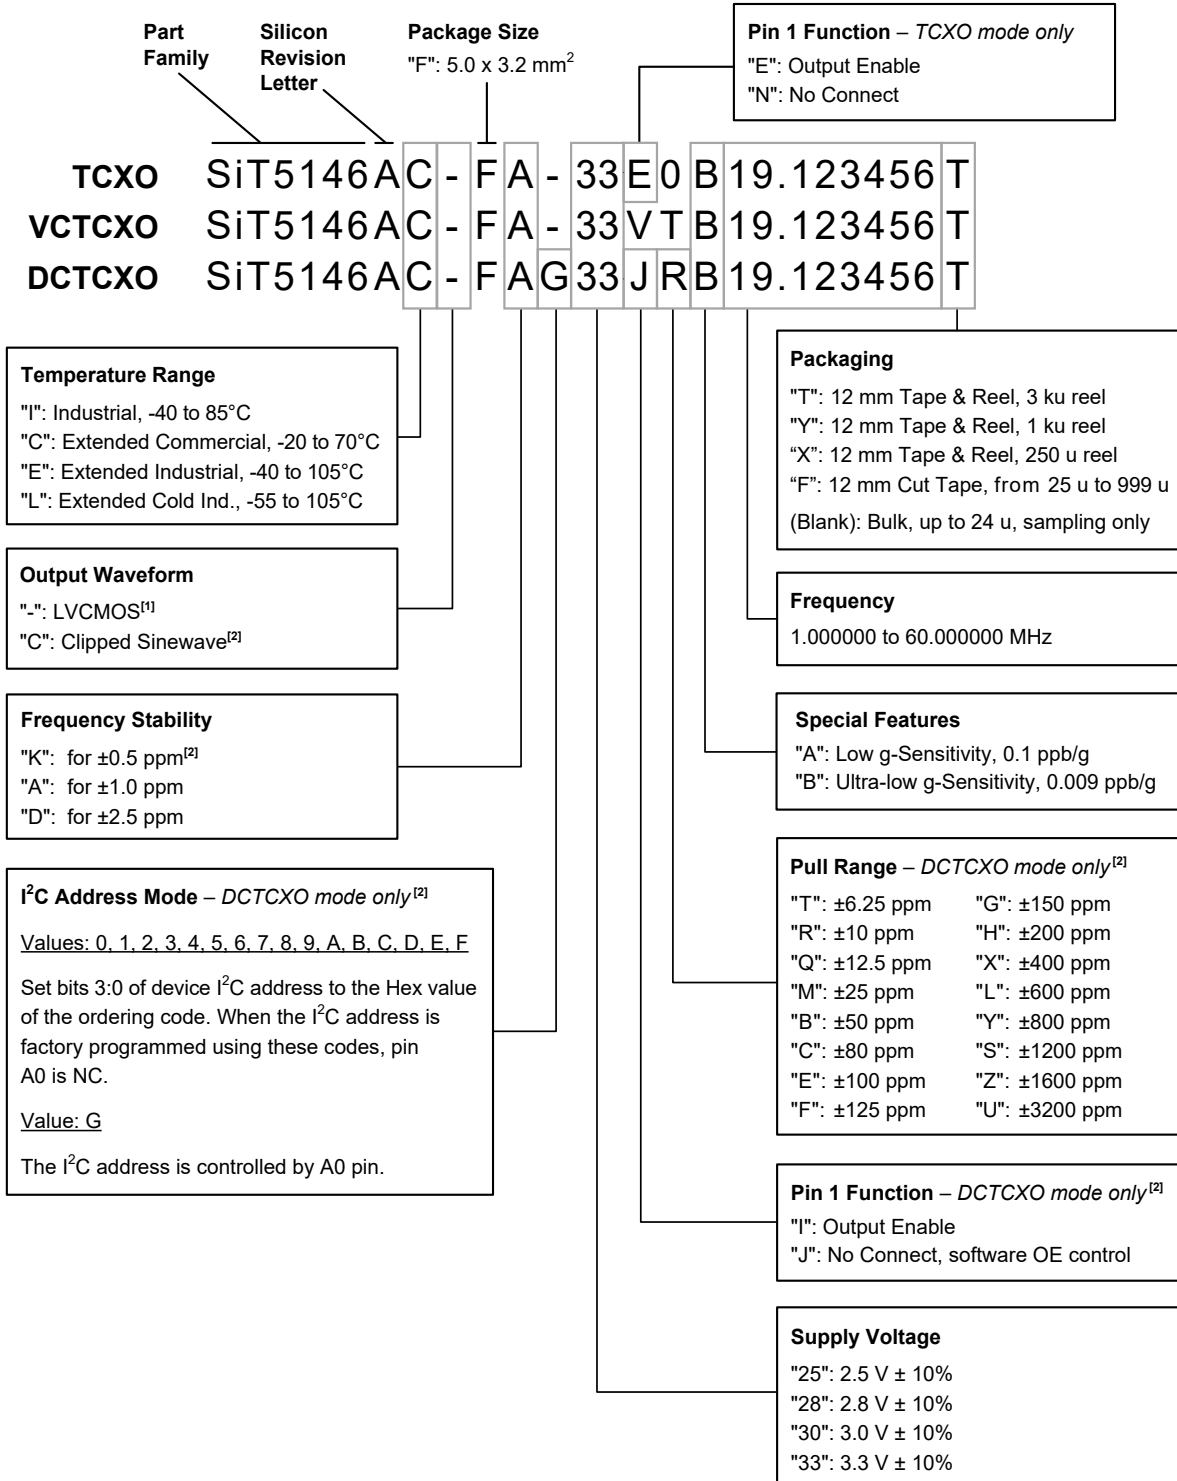 Part Family
Silicon Revision Letter
Package Size
"F": 5.0 x 3.2 mm2
Pin 1 Function – TCXO mode only
"E": Output Enable
"N": No Connect
TCXO SiT5146AC-FA-33E0B19.123456T
VCTCXO SiT5146AC-FA-33VTB19.123456T
DCTCXO SiT5146AC-FAG33JRB19.123456T
Temperature Range
"I": Industrial, -40 to 85°C
"C": Extended Commercial, -20 to 70°C
"E": Extended Industrial, -40 to 105°C
"L": Extended Cold Ind., -55 to 105°C
Output Waveform
"-": LVCMOS[1]
"C": Clipped Sinewave[2]
Frequency Stability
"K": for ±0.5 ppm[2]
"A": for ±1.0 ppm
"D": for ±2.5 ppm
I2C Address Mode – DCTCXO mode only[2]
Values: 0, 1, 2, 3, 4, 5, 6, 7, 8, 9, A, B, C, D, E, F
Set bits 3:0 of device I2C address to the Hex value
of the ordering code. When the I2C address is
factory programmed using these codes, pin
A0 is NC.
Value: G
The I2C address is controlled by A0 pin.
Packaging
"T": 12 mm Tape & Reel, 3 ku reel
"Y": 12 mm Tape & Reel, 1 ku reel
“X”: 12 mm Tape & Reel, 250 u reel
“F”: 12 mm Cut Tape, from 25 u to 999 u
(Blank): Bulk, up to 24 u, sampling only
Frequency
1.000000 to 60.000000 MHz
Special Features
"A": Low g-Sensitivity, 0.1 ppb/g
"B": Ultra-low g-Sensitivity, 0.009 ppb/g
Pull Range – DCTCXO mode only[2]
"T": ±6.25 ppm "G": ±150 ppm
"R": ±10 ppm "H": ±200 ppm
"Q": ±12.5 ppm "X": ±400 ppm
"M": ±25 ppm "L": ±600 ppm
"B": ±50 ppm "Y": ±800 ppm
"C": ±80 ppm "S": ±1200 ppm
"E": ±100 ppm "Z": ±1600 ppm
"F": ±125 ppm "U": ±3200 ppm
Pin 1 Function – DCTCXO mode only[2]
"I": Output Enable
"J": No Connect, software OE control
Supply Voltage
"25": 2.5 V ± 10%
"28": 2.8 V ± 10%
"30": 3.0 V ± 10%
"33": 3.3 V ± 10%